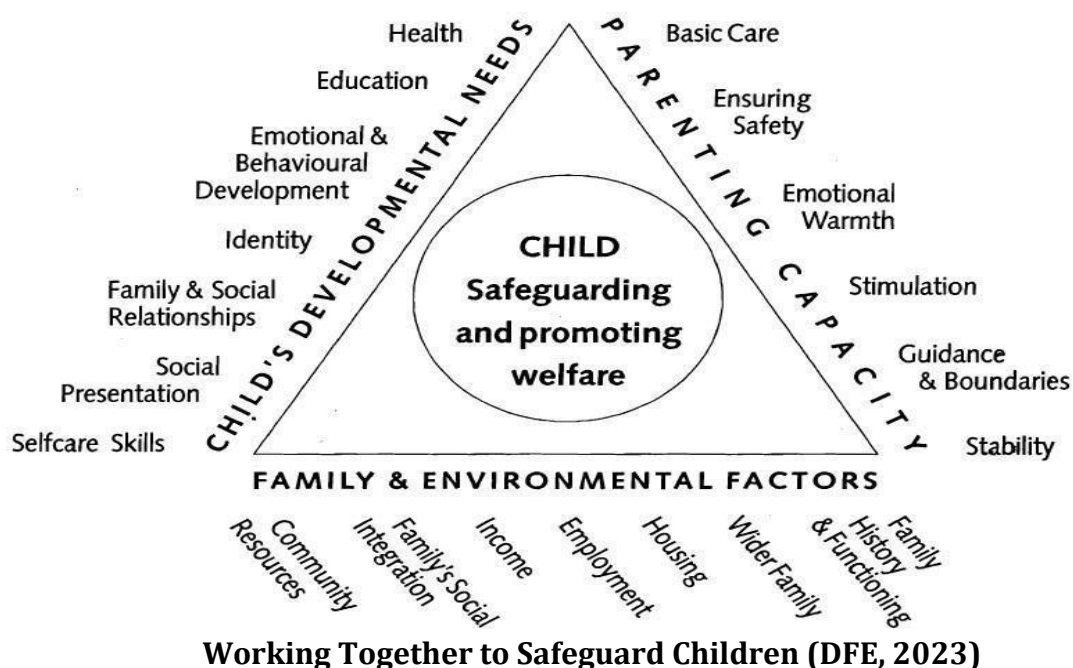 Health
Education
Emotional &
Behavioural
Development
Identity
Family & Social
Relationships
Social
Presentation
Selfcare Skills
CHILD'S DEVELOPMENTAL NEEDS
PARENTING CAPACITY
Basic Care
Ensuring
Safety
Emotional
Warmth
Stimulation
Guidance
& Boundaries
Stability
CHILD
Safeguarding
and promoting
welfare
FAMILY & ENVIRONMENTAL FACTORS
Community
Resources
Family's Social
Integration
Income
Employment
Housing
Wider Family
Family
History
& Functioning
Working Together to Safeguard Children (DFE, 2023)